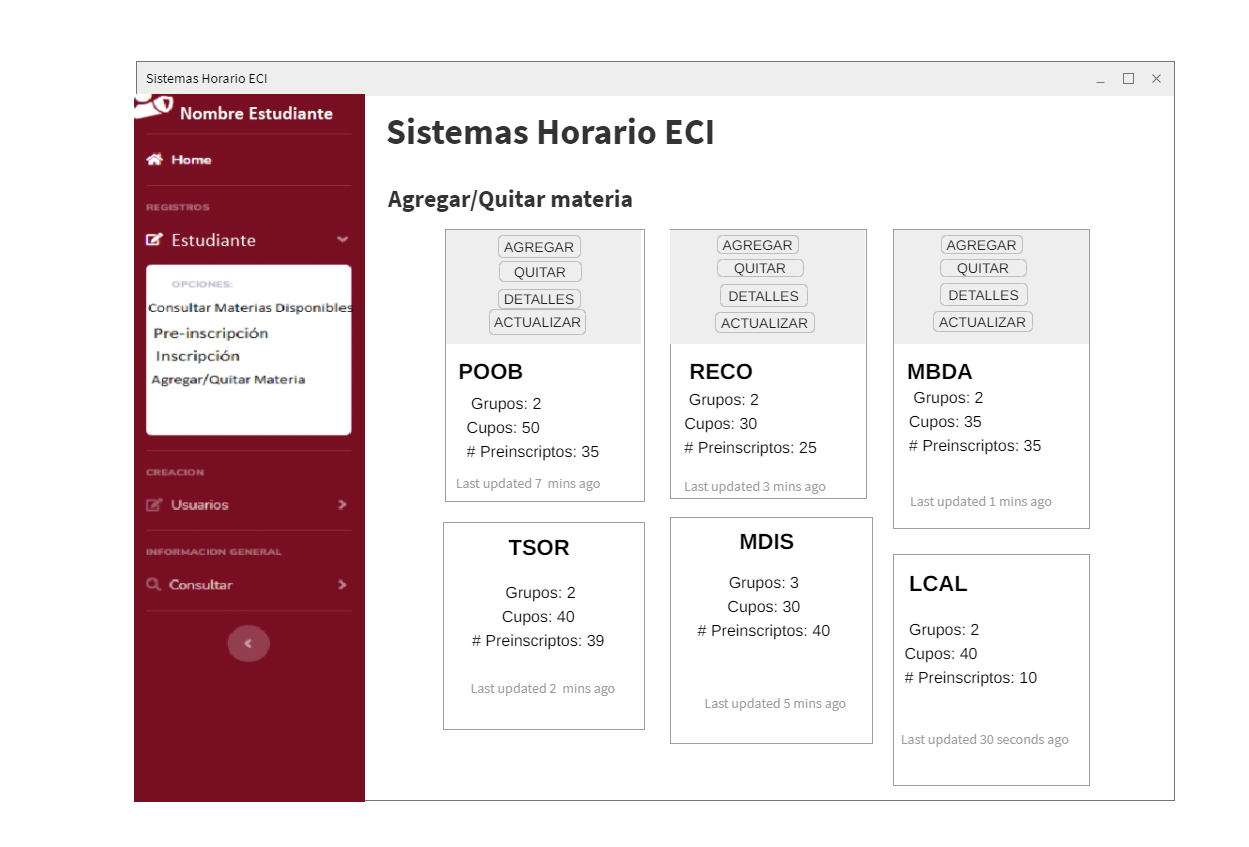 Sistemas Horario ECI
Nombre Estudiante
Home
REGISTROS
Estudiante
OPCIONES:
Consultar Materias Disponibles
Pre-inscripción
Inscripción
Agregar/Quitar Materia
CREACION
Usuarios
INFORMACION GENERAL
Consultar
Sistemas Horario ECI
Agregar/Quitar materia
AGREGAR
QUITAR
DETALLES
ACTUALIZAR
POOB
Grupos: 2
Cupos: 50
# Preinscriptos: 35
Last updated 7 mins ago
AGREGAR
QUITAR
DETALLES
ACTUALIZAR
RECO
Grupos: 2
Cupos: 30
# Preinscriptos: 25
Last updated 3 mins ago
AGREGAR
QUITAR
DETALLES
ACTUALIZAR
MBDA
Grupos: 2
Cupos: 35
# Preinscriptos: 35
Last updated 1 mins ago
TSOR
Grupos: 2
Cupos: 40
# Preinscriptos: 39
Last updated 2 mins ago
MDIS
Grupos: 3
Cupos: 30
# Preinscriptos: 40
Last updated 5 mins ago
LCAL
Grupos: 2
Cupos: 40
# Preinscriptos: 10
Last updated 30 seconds ago